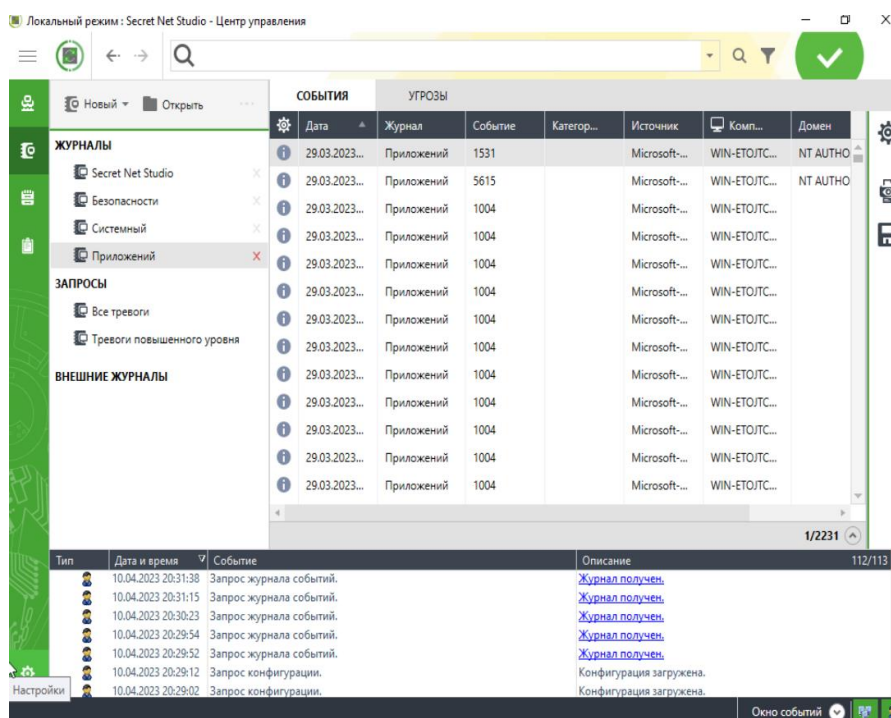 Локальный режим : Secret Net Studio - Центр управления
Новый Открыть ...
СОБЫТИЯ УГРОЗЫ
Дата Журнал Событие Категор... Источник Комп... Домен
ЖУРНАЛЫ
Secret Net Studio
Безопасности
Системный
Приложений
ЗАПРОСЫ
Все тревоги
Тревоги повышенного уровня
ВНЕШНИЕ ЖУРНАЛЫ
29.03.2023... Приложений 1531 Microsoft-... WIN-ETOJTC... NT AUTHO
29.03.2023... Приложений 5615 Microsoft-... WIN-ETOJTC... NT AUTHO
29.03.2023... Приложений 1004 Microsoft-... WIN-ETOJTC...
29.03.2023... Приложений 1004 Microsoft-... WIN-ETOJTC...
29.03.2023... Приложений 1004 Microsoft-... WIN-ETOJTC...
29.03.2023... Приложений 1004 Microsoft-... WIN-ETOJTC...
29.03.2023... Приложений 1004 Microsoft-... WIN-ETOJTC...
29.03.2023... Приложений 1004 Microsoft-... WIN-ETOJTC...
29.03.2023... Приложений 1004 Microsoft-... WIN-ETOJTC...
29.03.2023... Приложений 1004 Microsoft-... WIN-ETOJTC...
29.03.2023... Приложений 1004 Microsoft-... WIN-ETOJTC...
29.03.2023... Приложений 1004 Microsoft-... WIN-ETOJTC...
29.03.2023... Приложений 1004 Microsoft-... WIN-ETOJTC...
1/2231
Тип Дата и время Событие Описание 112/113
10.04.2023 20:31:38 Запрос журнала событий. Журнал получен.
10.04.2023 20:31:15 Запрос журнала событий. Журнал получен.
10.04.2023 20:30:23 Запрос журнала событий. Журнал получен.
10.04.2023 20:29:54 Запрос журнала событий. Журнал получен.
10.04.2023 20:29:52 Запрос журнала событий. Журнал получен.
10.04.2023 20:29:12 Запрос конфигурации. Конфигурация загружена.
10.04.2023 20:29:02 Запрос конфигурации. Конфигурация загружена.
Настройки
Окно событий